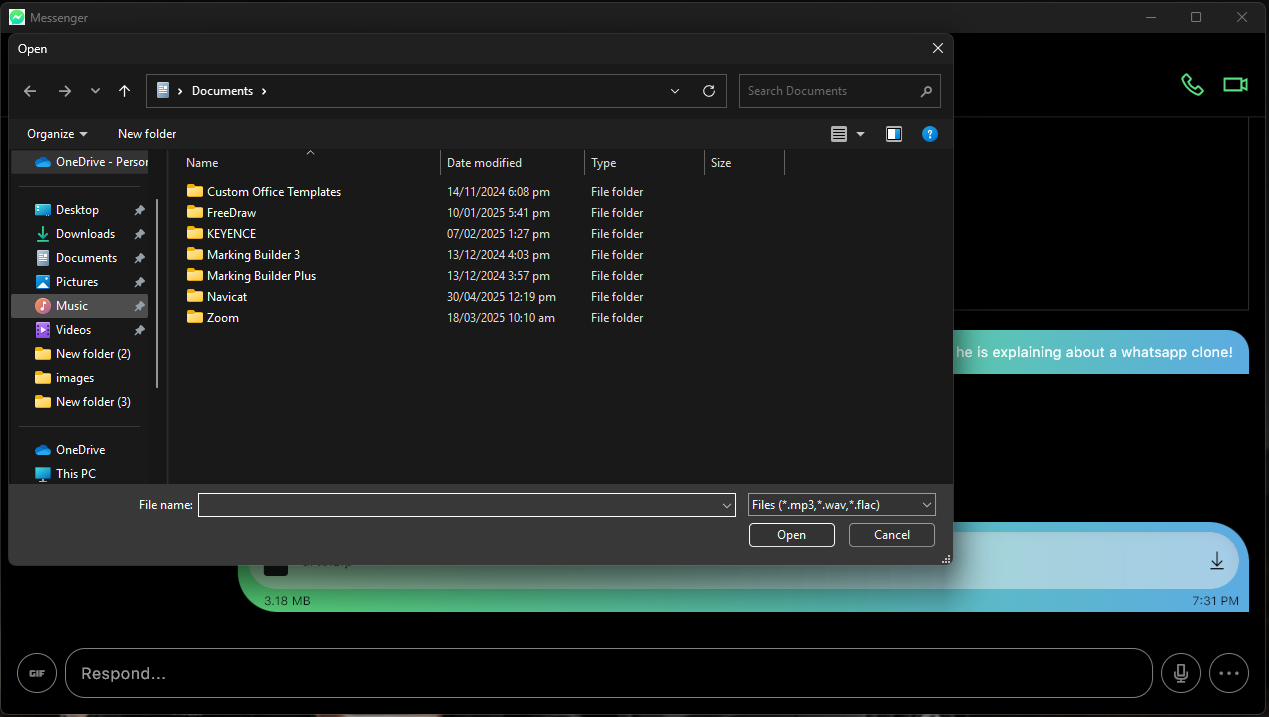 Messenger
Open
Documents
Search Documents
Organize
New folder
OneDrive - Person
Name
Date modified
Type
Size
Custom Office Templates 14/11/2024 6:08 pm File folder
FreeDraw 10/01/2025 5:41 pm File folder
KEYENCE 07/02/2025 1:27 pm File folder
Marking Builder 3 13/12/2024 4:03 pm File folder
Marking Builder Plus 13/12/2024 3:57 pm File folder
Navicat 30/04/2025 12:19 pm File folder
Zoom 18/03/2025 10:10 am File folder
Desktop
Downloads
Documents
Pictures
Music
Videos
New folder (2)
images
New folder (3)
OneDrive
This PC
he is explaining about a whatsapp clone!
File name:
Files (*.mp3,*.wav,*.flac)
Open
Cancel
3.18 MB
7:31 PM
GIF
Respond...